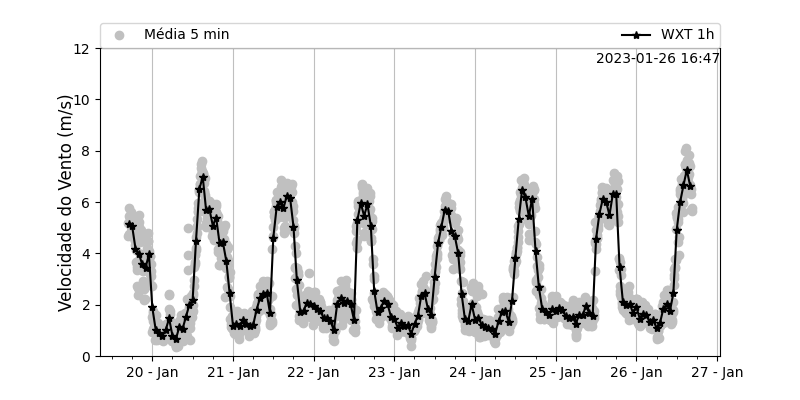 Média 5 min
WXT 1h
2023-01-26 16:47
Velocidade do Vento (m/s)
12
10
8
6
4
2
0
20 - Jan
21 - Jan
22 - Jan
23 - Jan
24 - Jan
25 - Jan
26 - Jan
27 - Jan